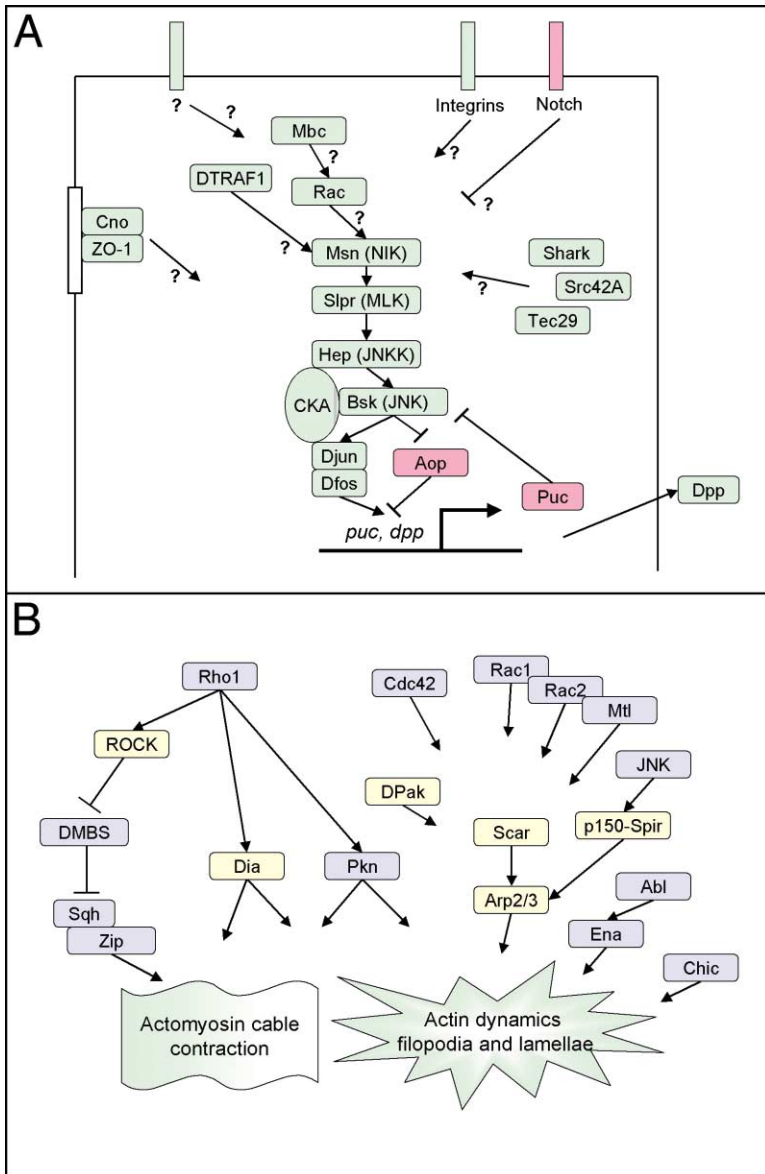 A
?
?
Integrins
Notch
Mbc
?
?
DTRAF1
Rac
?
Cno
ZO-1
?
?
?
Msn (NIK)
Shark
Src42A
Tec29
?
Slpr (MLK)
Hep (JNKK)
CKA
Bsk (JNK)
Djun
Dfos
Aop
Puc
Dpp
puc, dpp
B
Rho1
Cdc42
Rac1
Rac2
Mtl
ROCK
JNK
DPak
DMBS
Scar
p150-Spir
Dia
Pkn
Arp2/3
Abl
Sqh
Zip
Ena
Chic
Actomyosin cable
contraction
Actin dynamics
filopodia and lamellae